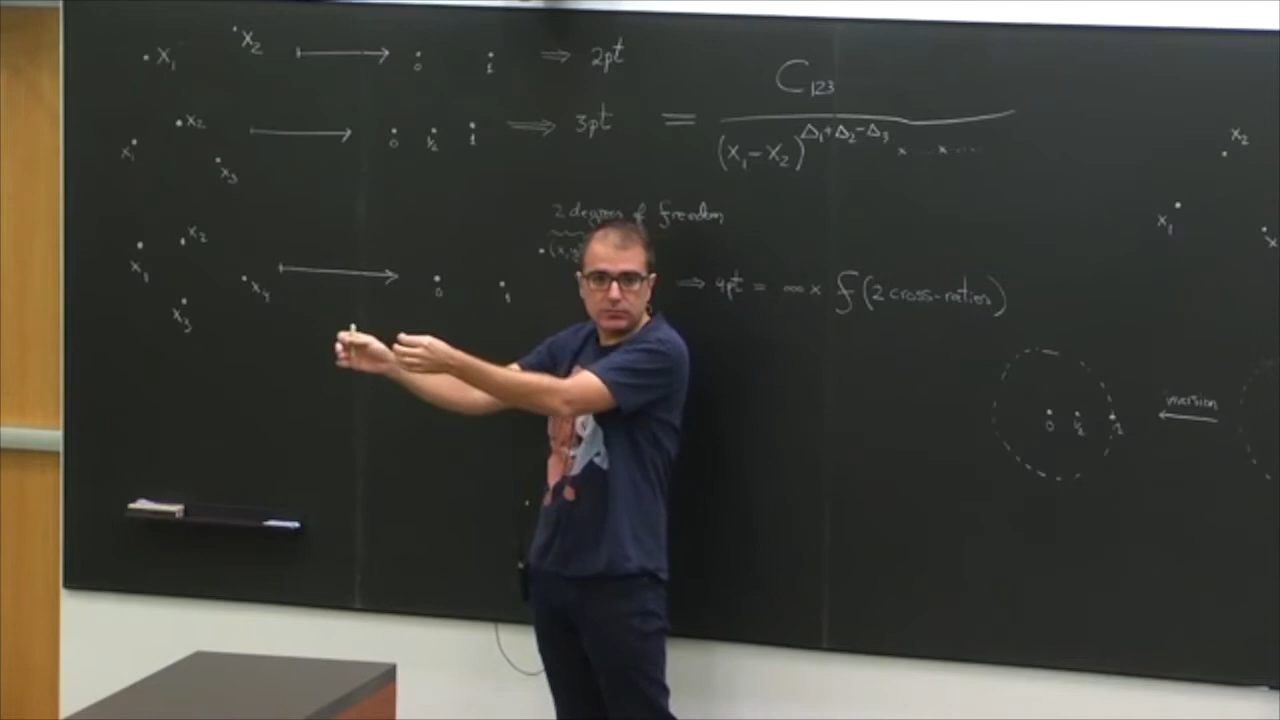 x₁ x₂ ⟼ 0 1 ⇒ 2pt
x₁ x₂ x₃ ⟼ 0 1/2 1 ⇒ 3pt = C₁₂₃ / (x₁-x₂)^(Δ₁+Δ₂-Δ₃) x ..... x .....
2 degrees of freedom
(x,y
x₁ x₂ x₃ x₄ ⟼ 0 1 ⇒ 4pt = ∞∞ x f(2 cross-ratios)
x₂
x₁
0 1/2 1 ← inversion